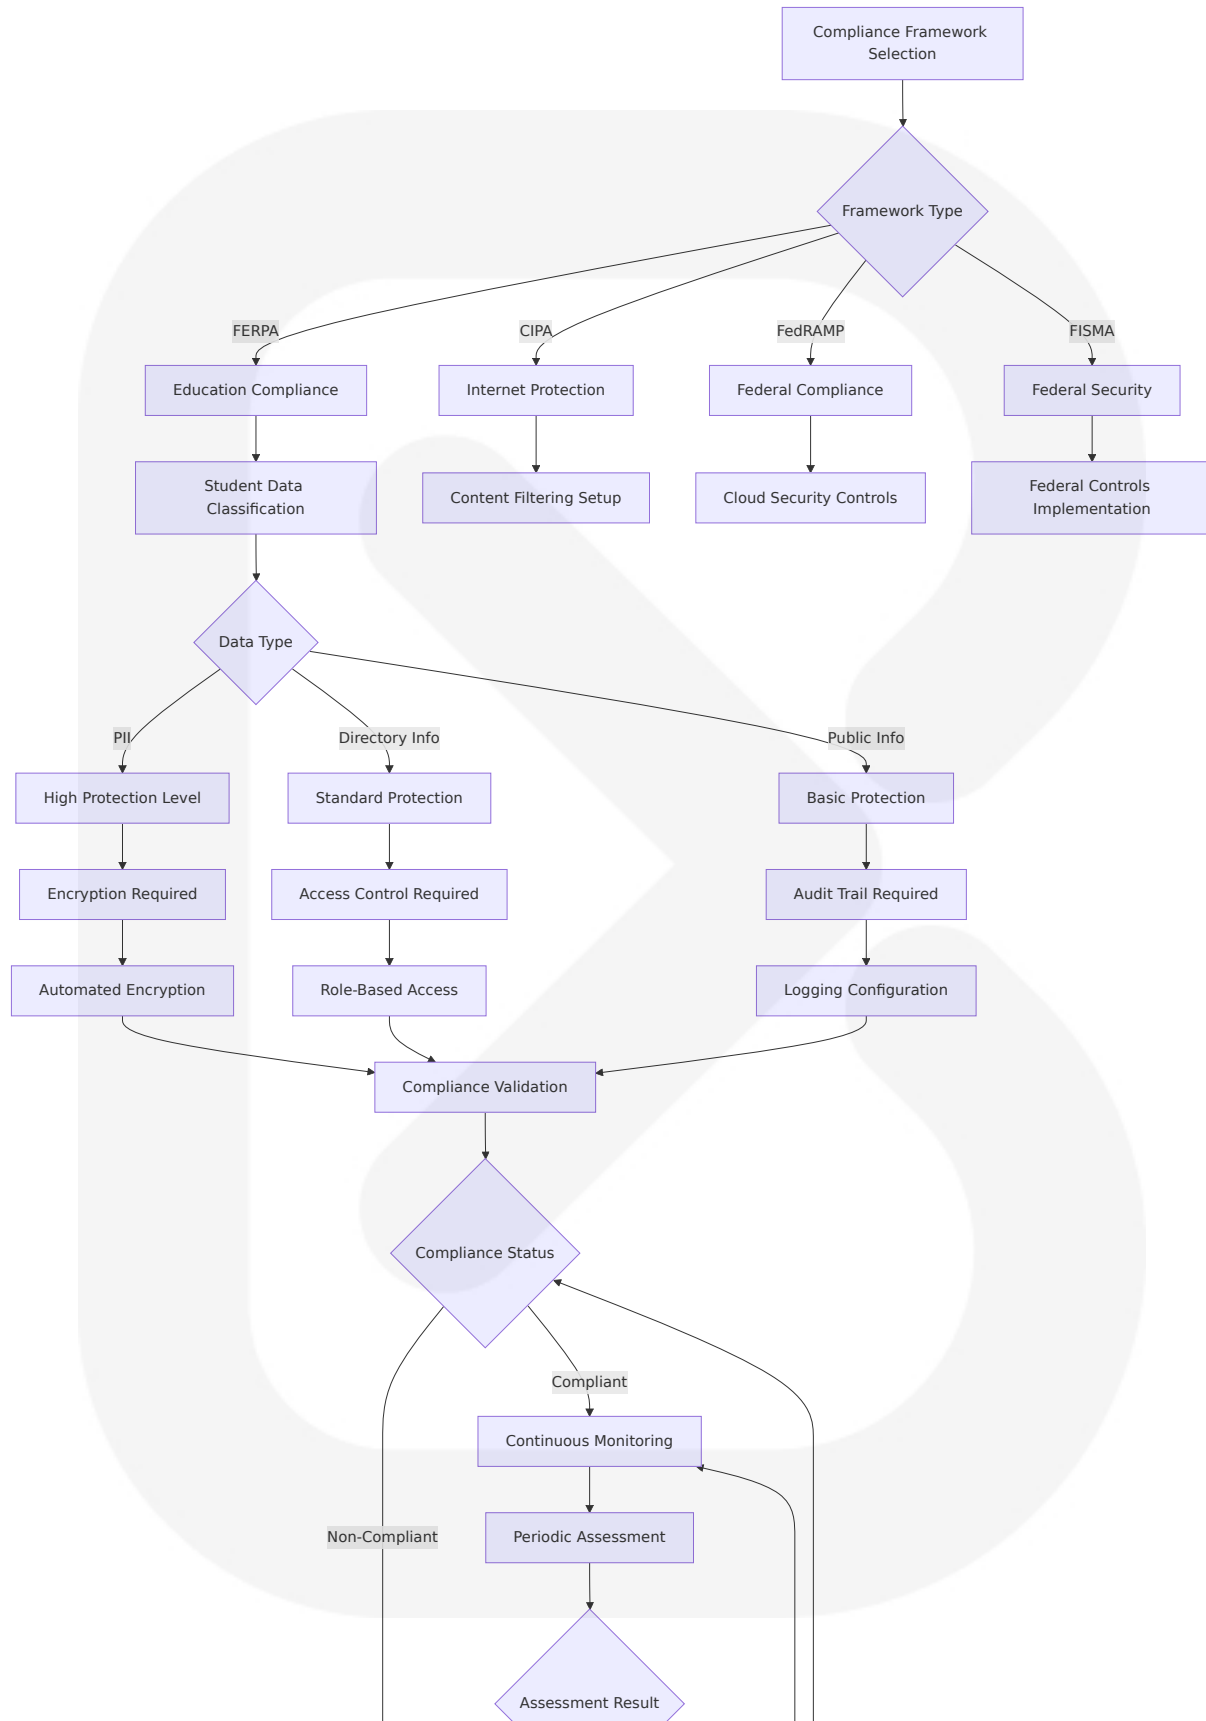 Compliance Framework
Selection
Framework Type
FERPA
CIPA
FedRAMP
FISMA
Education Compliance
Internet Protection
Federal Compliance
Federal Security
Student Data
Classification
Content Filtering Setup
Cloud Security Controls
Federal Controls
Implementation
Data Type
PII
Directory Info
Public Info
High Protection Level
Standard Protection
Basic Protection
Encryption Required
Access Control Required
Audit Trail Required
Automated Encryption
Role-Based Access
Logging Configuration
Compliance Validation
Compliance Status
Compliant
Continuous Monitoring
Non-Compliant
Periodic Assessment
Assessment Result